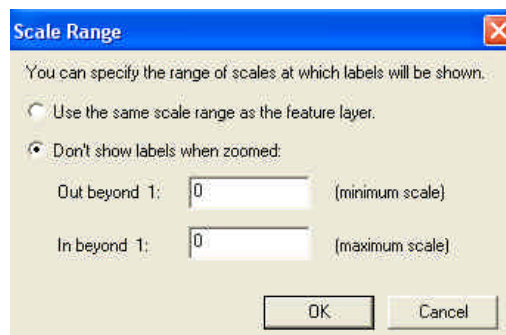 Scale Range
You can specify the range of scales at which labels will be shown.
Use the same scale range as the feature layer.
Don't show labels when zoomed:
Out beyond 1: 0 (minimum scale)
In beyond 1: 0 (maximum scale)
OK Cancel